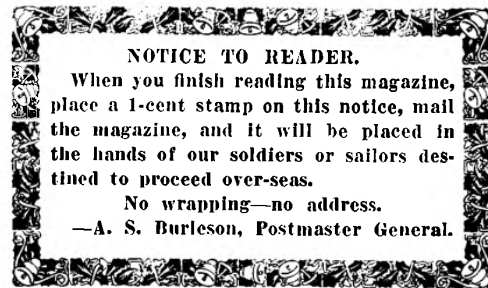 NOTICE TO READER.
When you finish reading this magazine,
place a 1-cent stamp on this notice, mail
the magazine, and it will be placed in
the hands of our soldiers or sailors des-
tined to proceed over-seas.
No wrapping—no address.
—A. S. Burleson, Postmaster General.